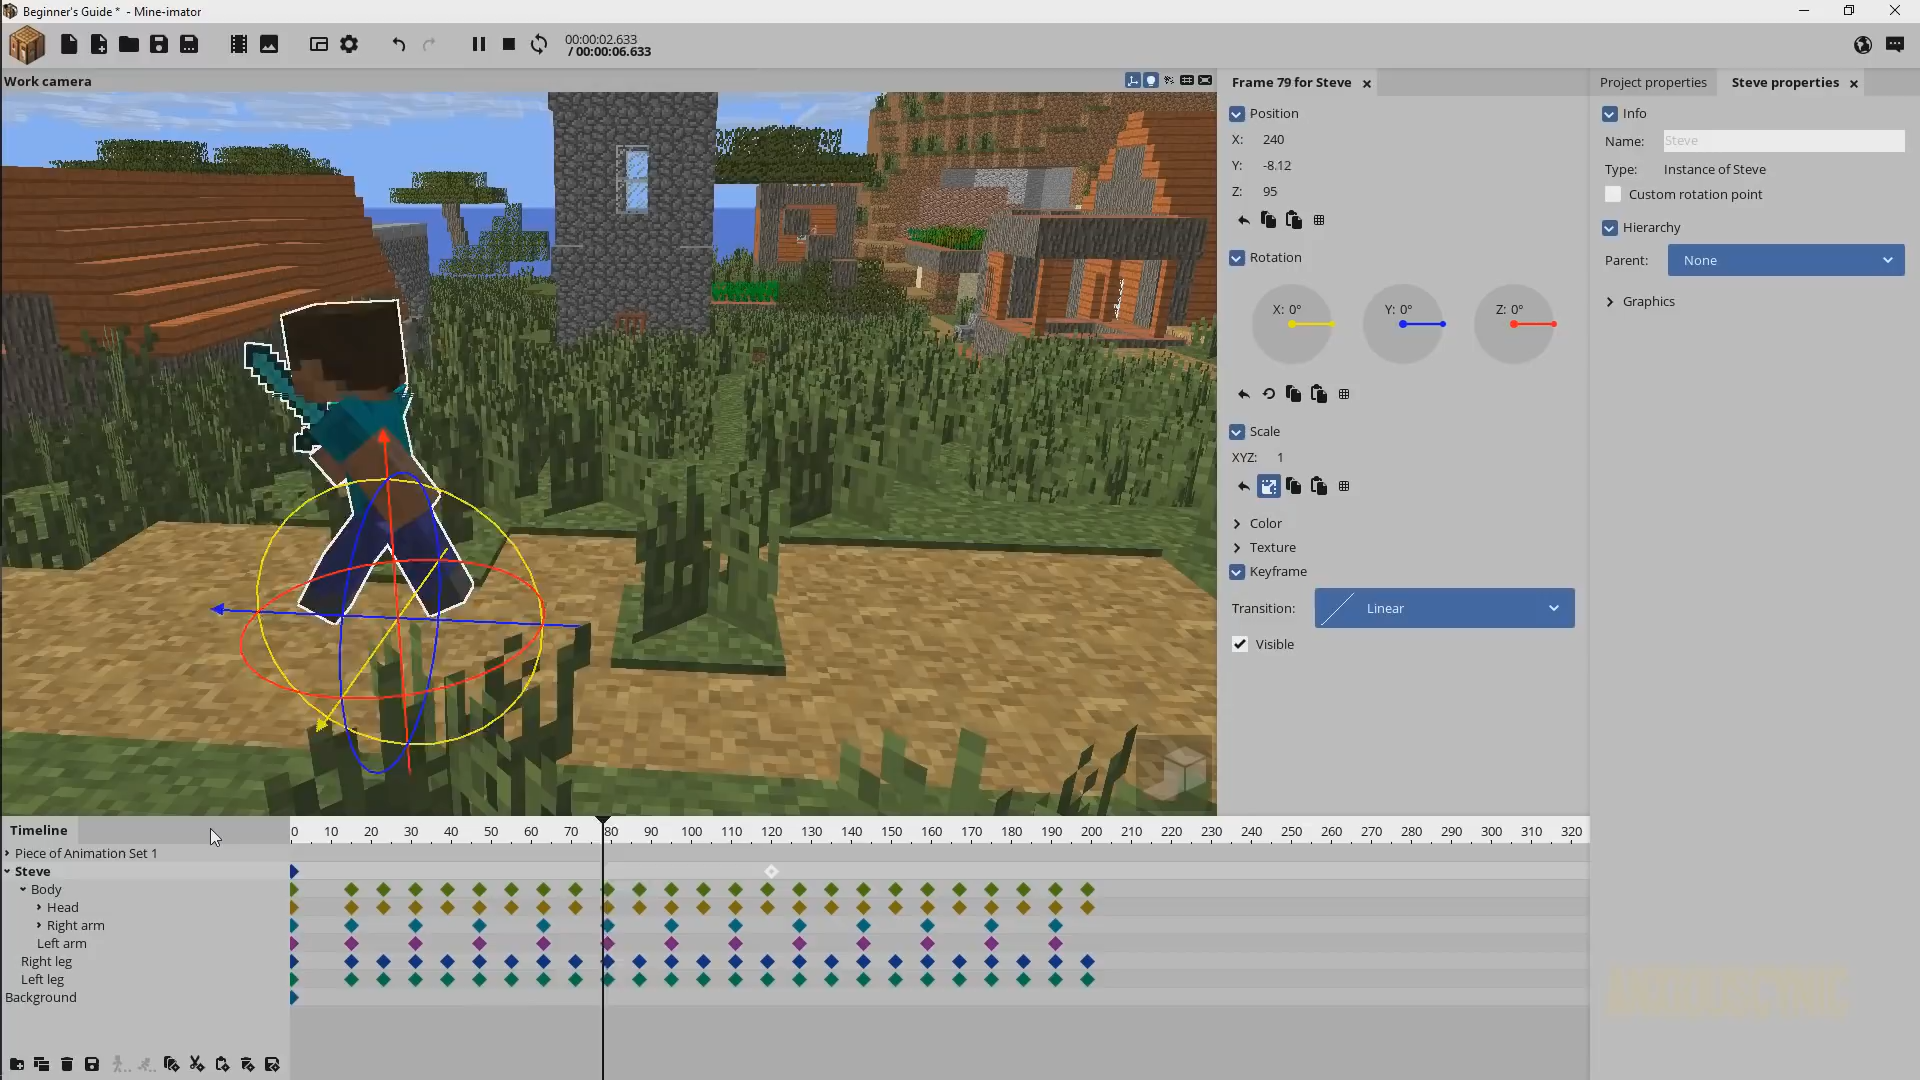 Beginner's Guide * - Mine-imator
00:00:02.633
/ 00:00:06.633
Work camera
Frame 79 for Steve
Position
X: 240
Y: -8.12
Z: 95
Rotation
X: 0° Y: 0° Z: 0°
Scale
XYZ: 1
Color
Texture
Keyframe
Transition: Linear
Visible
Project properties Steve properties
Info
Name: Steve
Type: Instance of Steve
Custom rotation point
Hierarchy
Parent: None
Graphics
Timeline
0 10 20 30 40 50 60 70 80 90 100 110 120 130 140 150 160 170 180 190 200 210 220 230 240 250 260 270 280 290 300 310 320
Piece of Animation Set 1
Steve
Body
Head
Right arm
Left arm
Right leg
Left leg
Background